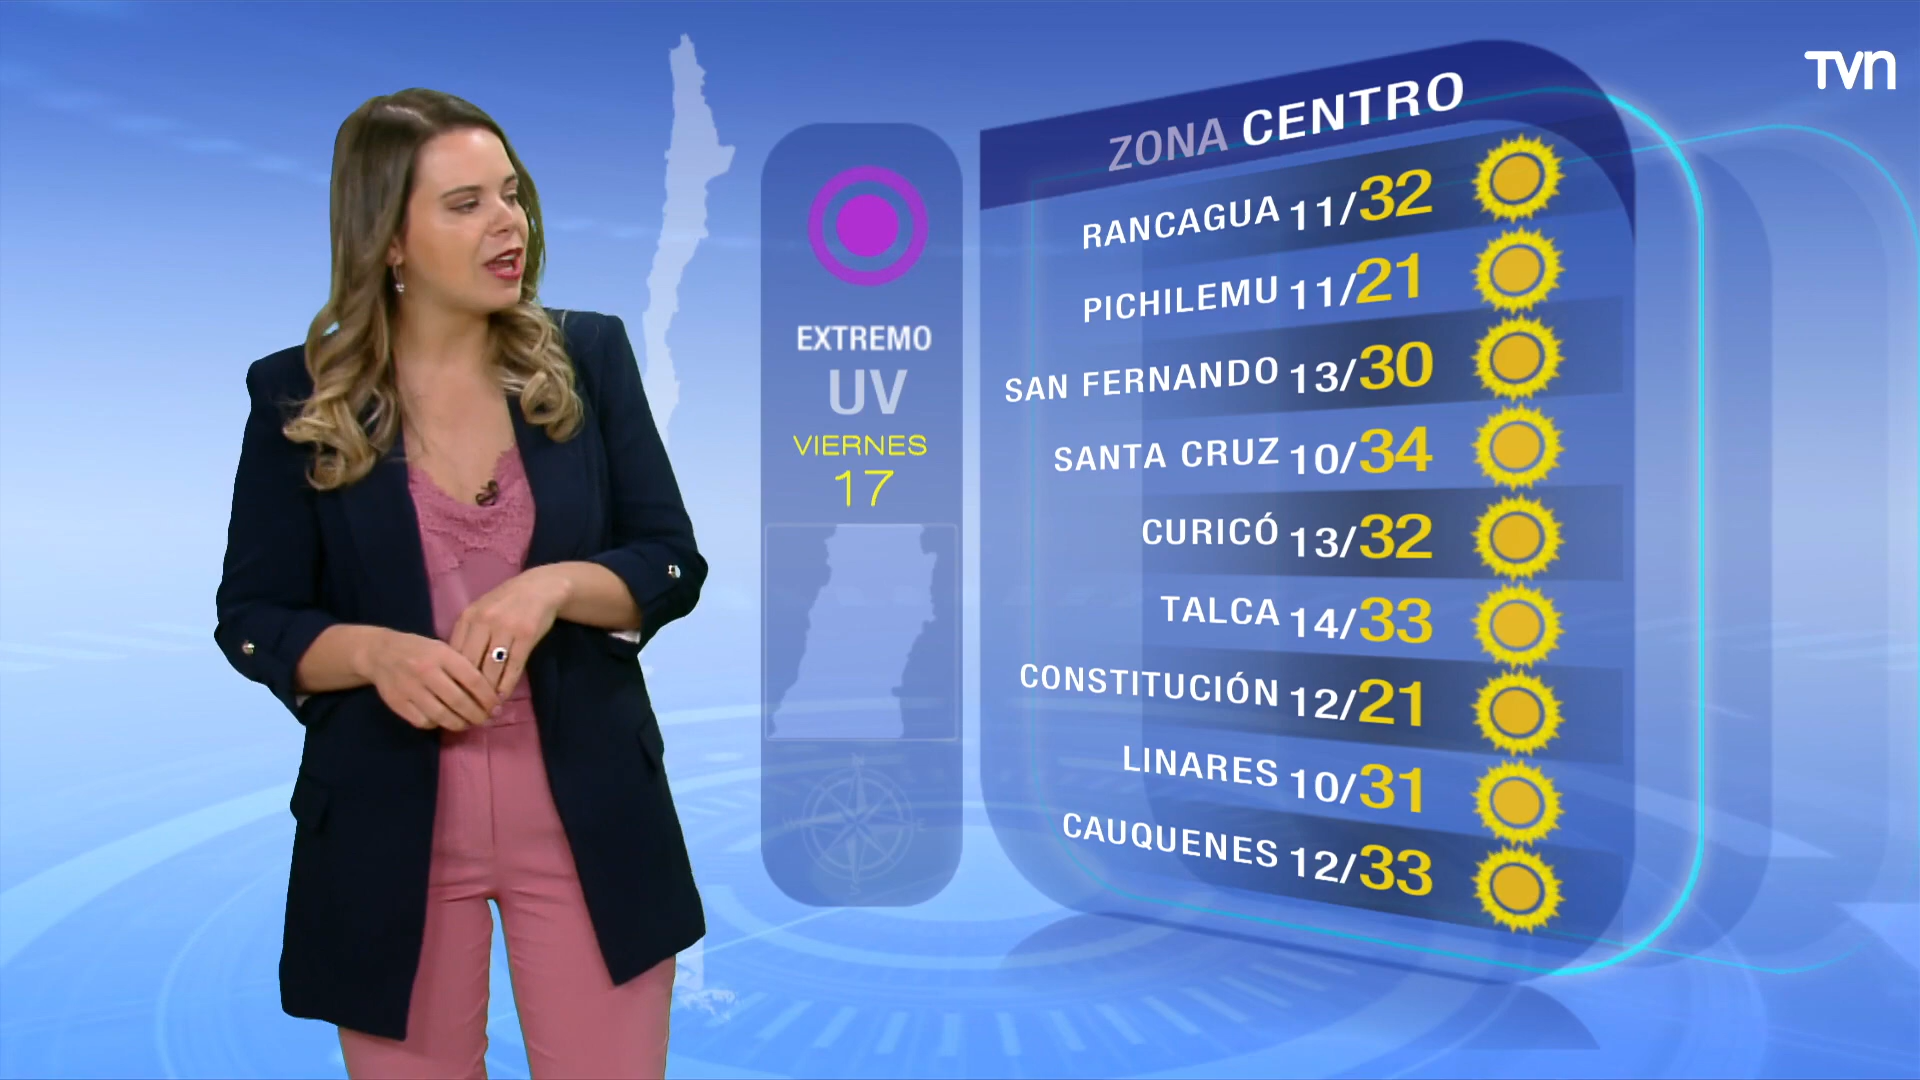 TVN
ZONA CENTRO
EXTREMO
UV
VIERNES
17
RANCAGUA 11/32
PICHILEMU 11/21
SAN FERNANDO 13/30
SANTA CRUZ 10/34
CURICÓ 13/32
TALCA 14/33
CONSTITUCIÓN 12/21
LINARES 10/31
CAUQUENES 12/33
N
E
S